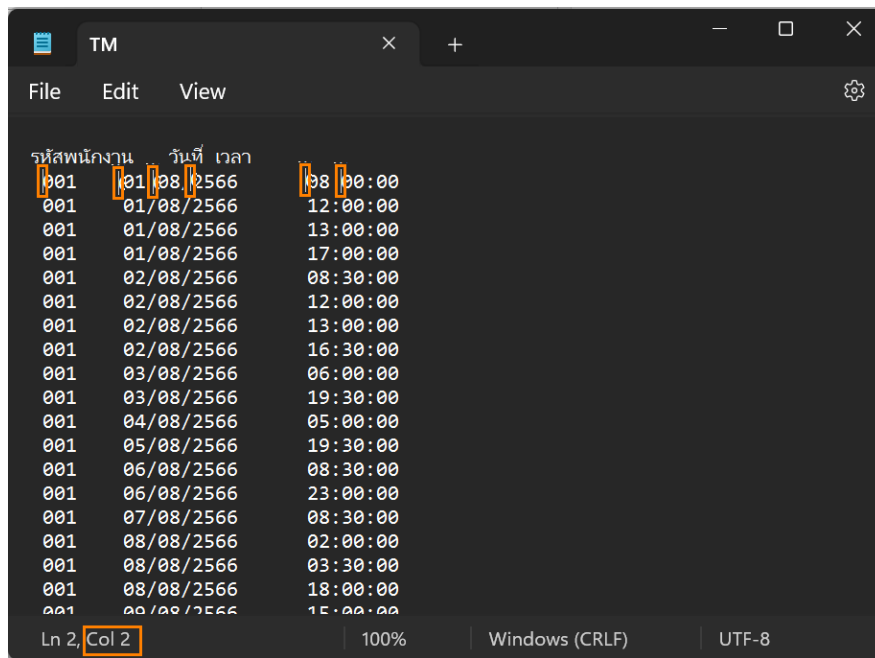 TM
File Edit View
รหัสพนักงาน วันที่ เวลา
001 01/08/2566 08:00:00
001 01/08/2566 12:00:00
001 01/08/2566 13:00:00
001 01/08/2566 17:00:00
001 02/08/2566 08:30:00
001 02/08/2566 12:00:00
001 02/08/2566 13:00:00
001 02/08/2566 16:30:00
001 03/08/2566 06:00:00
001 03/08/2566 19:30:00
001 04/08/2566 05:00:00
001 05/08/2566 19:30:00
001 06/08/2566 08:30:00
001 06/08/2566 23:00:00
001 07/08/2566 08:30:00
001 08/08/2566 02:00:00
001 08/08/2566 03:30:00
001 08/08/2566 18:00:00
001 09/08/2566 15:00:00
Ln 2, Col 2 100% Windows (CRLF) UTF-8